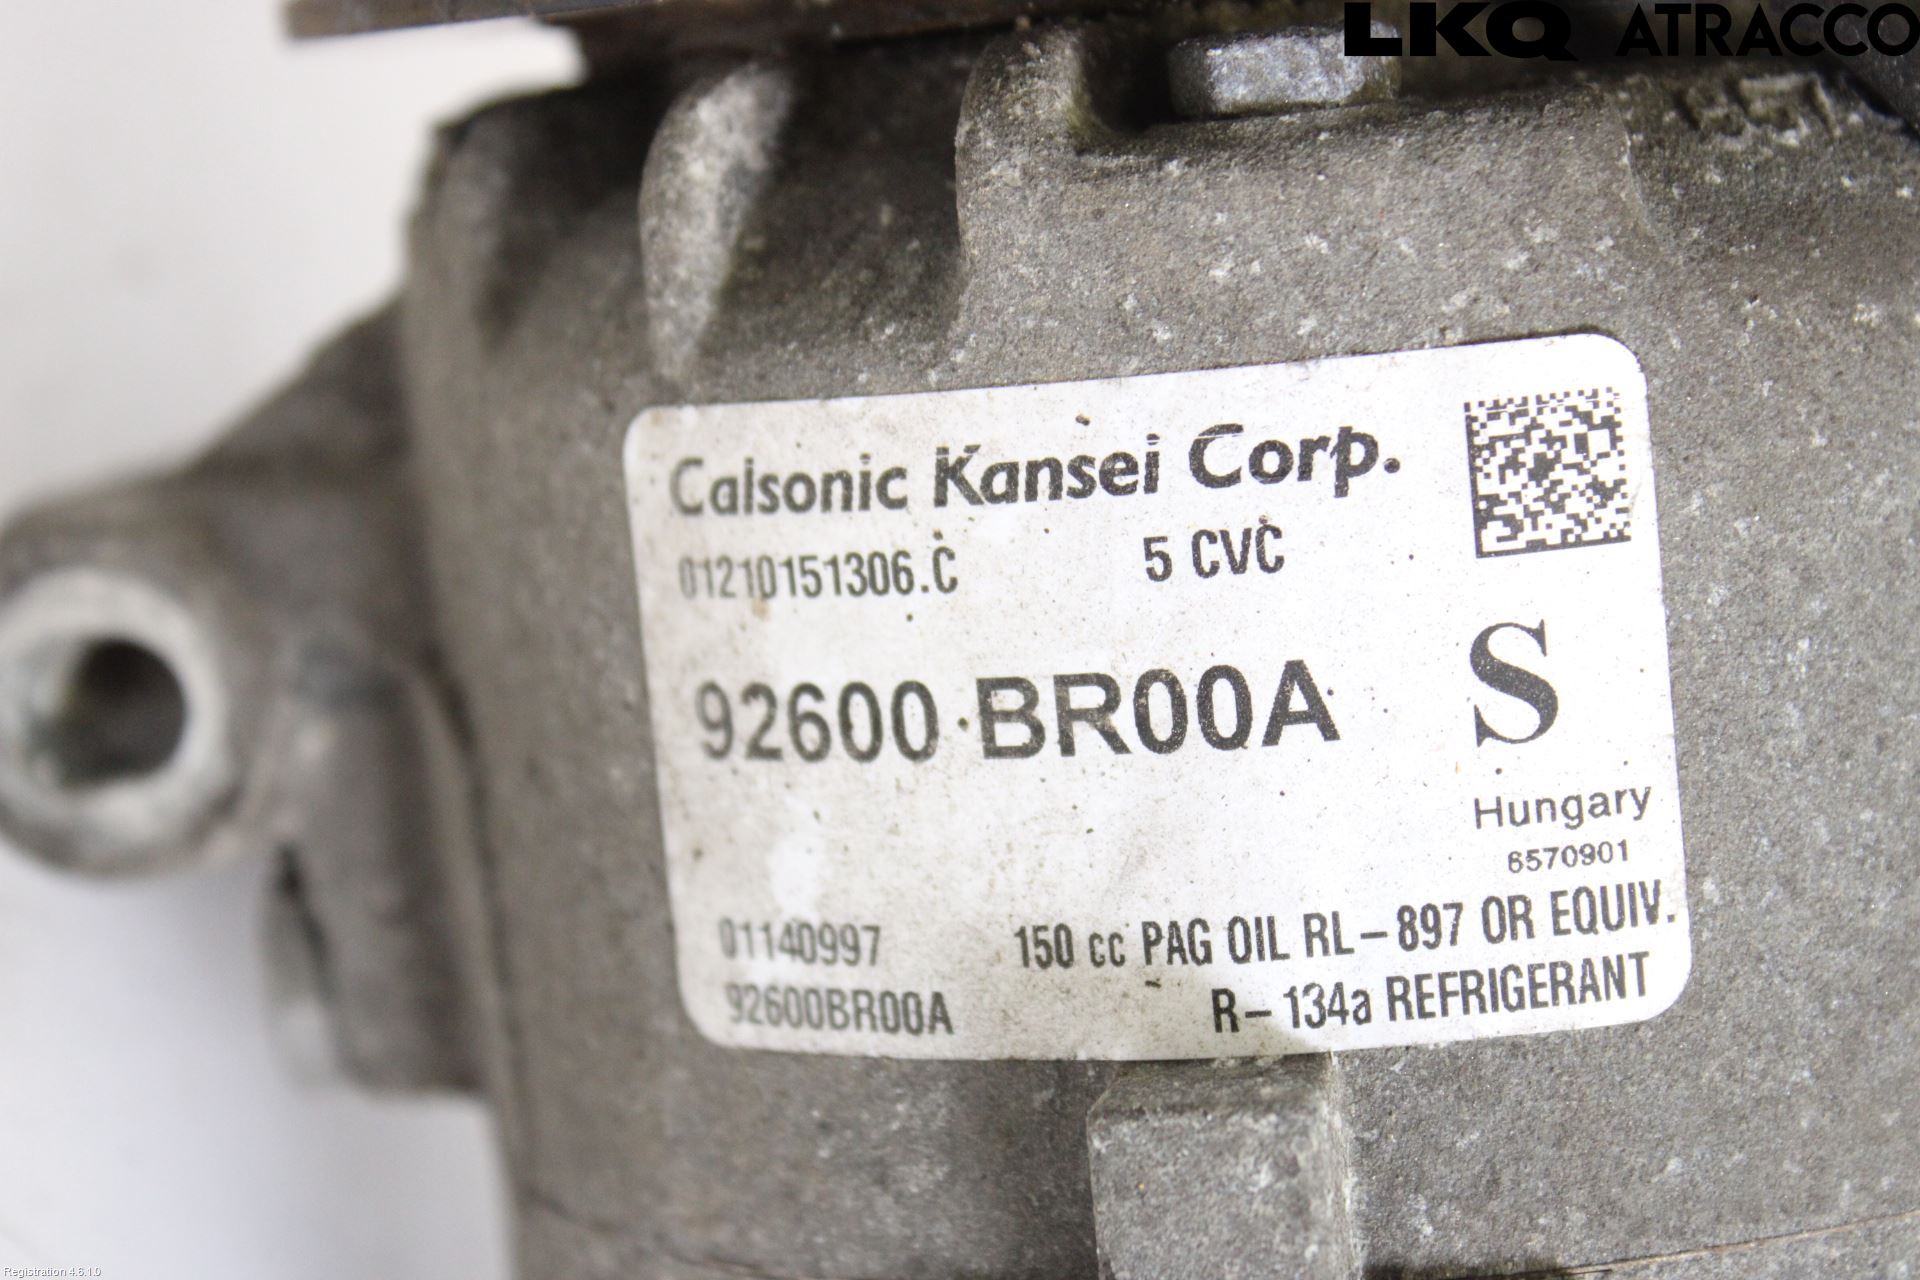 LKQ ATRACCO
Calsonic Kansei Corp.
01210151306.C 5 CVC
92600 BR00A S
Hungary
6570901
01140997 150 cc PAG OIL RL-897 OR EQUIV.
92600BR00A R-134a REFRIGERANT
Registration 4.6.1.0